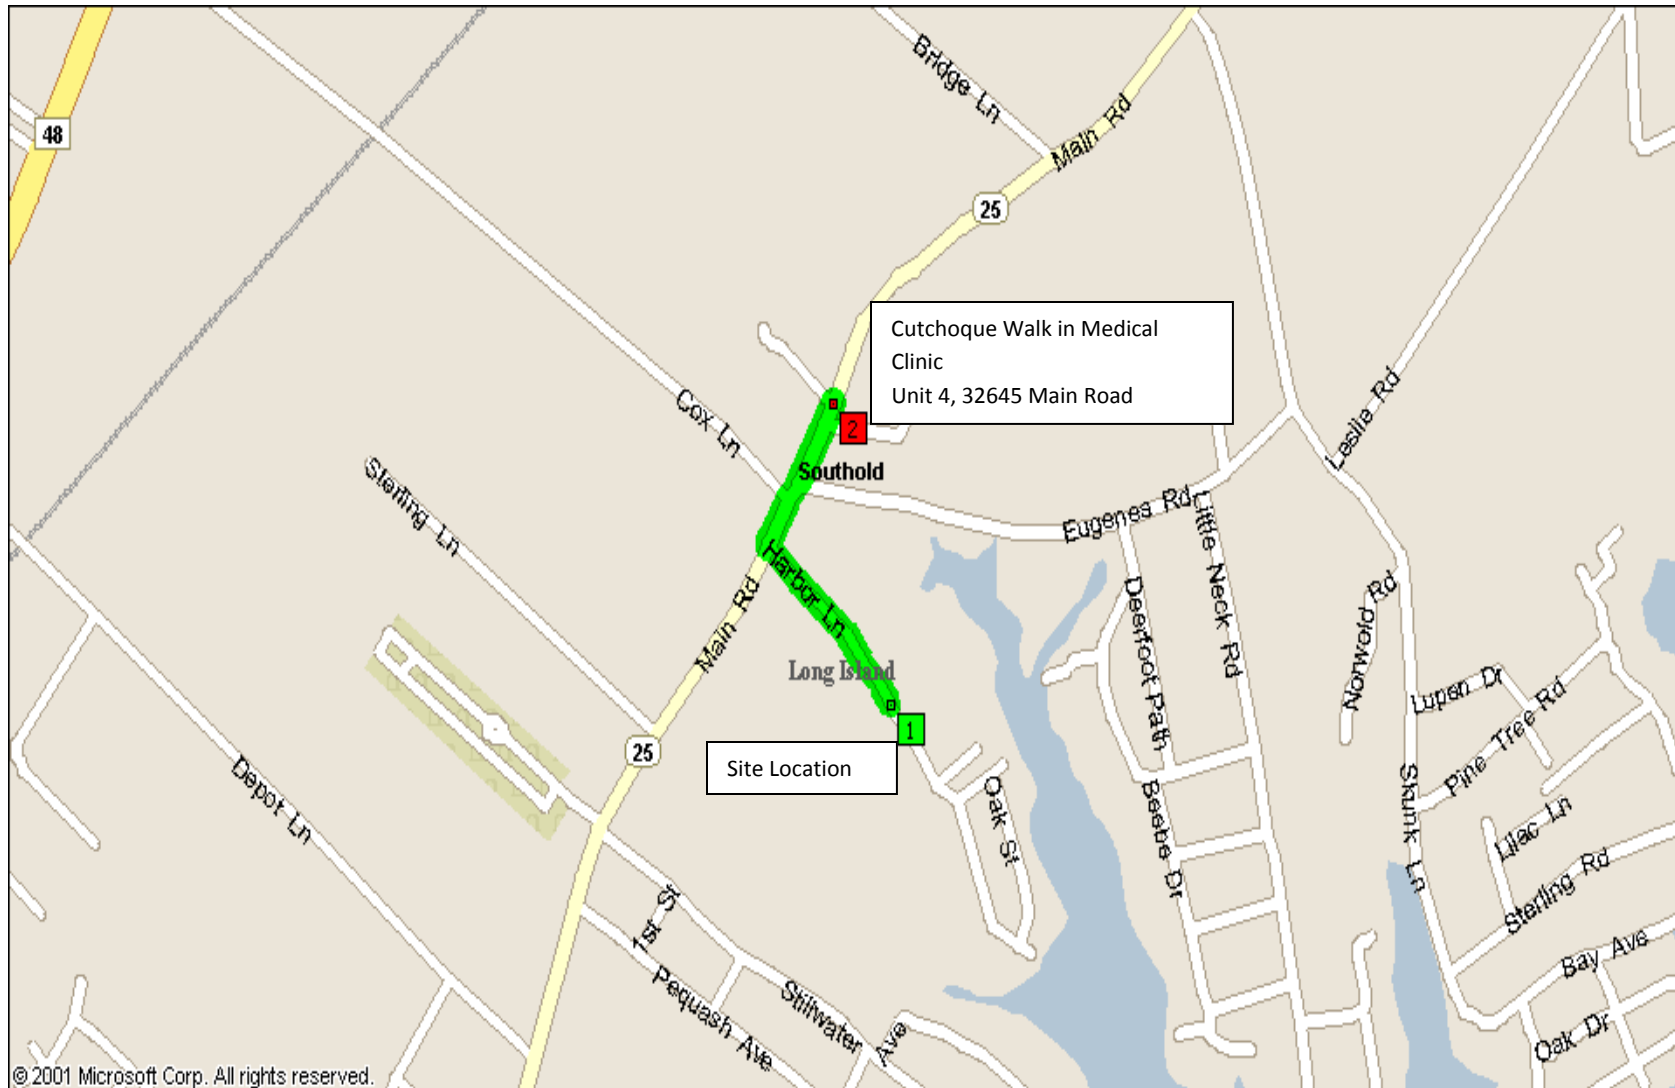 Bridge Ln
Main Rd
48
25
Cutchoque Walk in Medical
Clinic
Unit 4, 32645 Main Road
Leslie Rd
Cox Ln
2
Southold
Sterling Ln
Eugenes Rd
Little Neck Rd
Harbor Ln
Main Rd
Deerfoot Path
Norwold Rd
Long Island
Lupen Dr
Pine Tree Rd
1
25
Site Location
Depot Ln
Oak St
Beebe Dr
Skunk Ln
Lilac Ln
Sterling Rd
1st St
Pequash Ave
Stillwater Ave
Bay Ave
Oak Dr
© 2001 Microsoft Corp. All rights reserved.